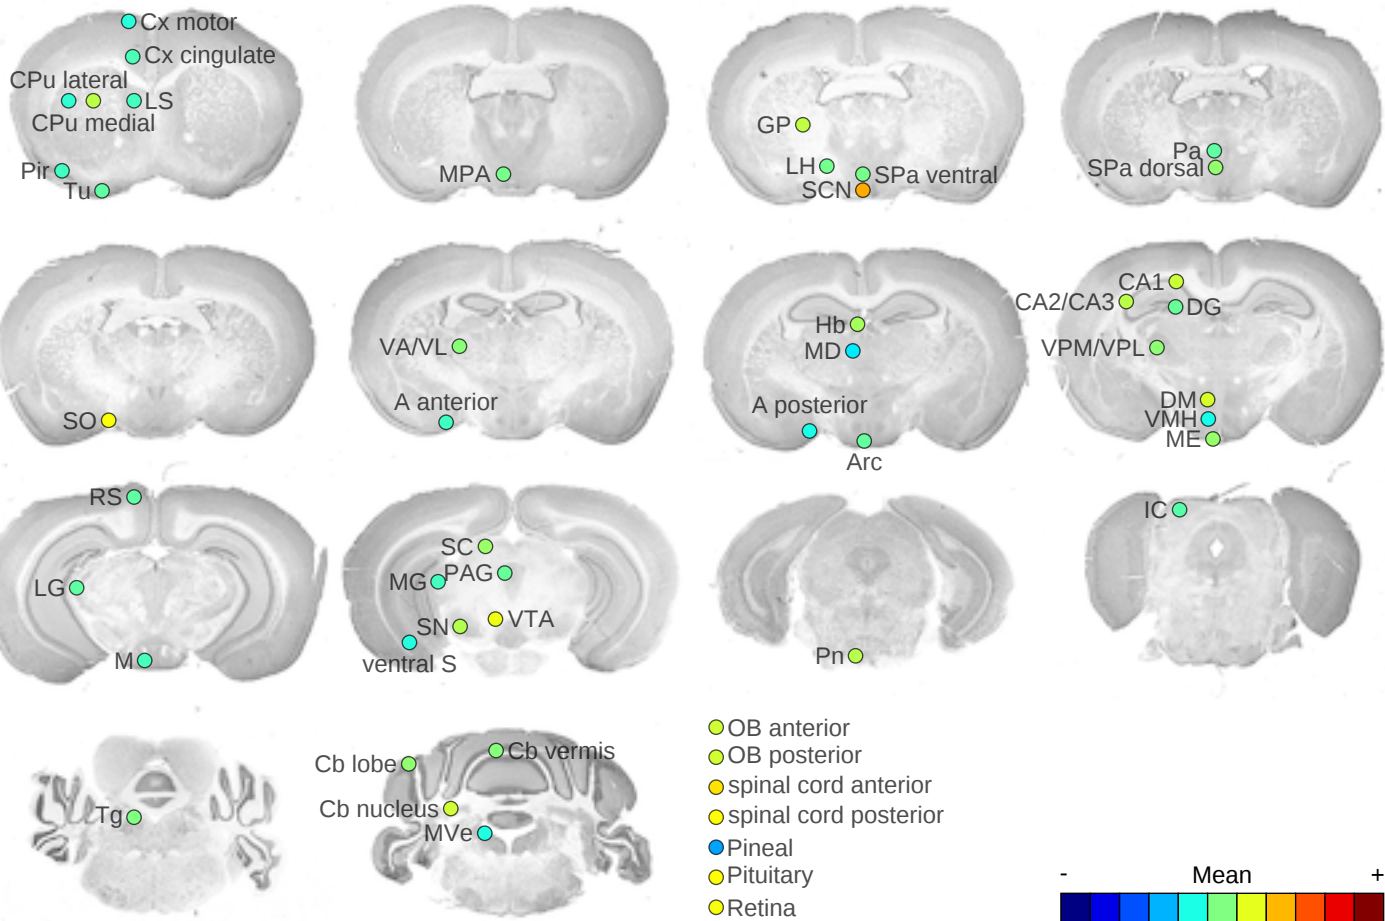 Cx motor
Cx cingulate
CPu lateral
LS
CPu medial
Pir
Tu
MPA
GP
LH
SPa ventral
SCN
Pa
SPa dorsal
SO
VA/VL
A anterior
Hb
MD
A posterior
Arc
CA1
CA2/CA3
DG
VPM/VPL
DM
VMH
ME
RS
LG
M
SC
MG
PAG
SN
VTA
ventral S
Pn
IC
Tg
Cb lobe
Cb vermis
Cb nucleus
MVe
OB anterior
OB posterior
spinal cord anterior
spinal cord posterior
Pineal
Pituitary
Retina
- Mean +